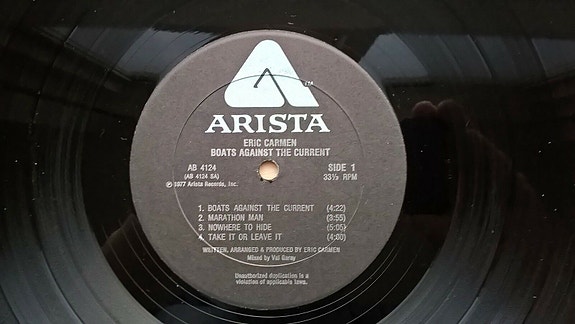 ARISTA
ERIC CARMEN
BOATS AGAINST THE CURRENT
AB 4124 SIDE 1
(AB 4124 SA) 33⅓ RPM
℗ 1977 Arista Records, Inc.
1. BOATS AGAINST THE CURRENT (4:22)
2. MARATHON MAN (3:55)
3. NOWHERE TO HIDE (5:05)
4. TAKE IT OR LEAVE IT (4:00)
WRITTEN, ARRANGED & PRODUCED BY ERIC CARMEN
Mixed by Val Garay
Unauthorized duplication is a
violation of applicable laws.